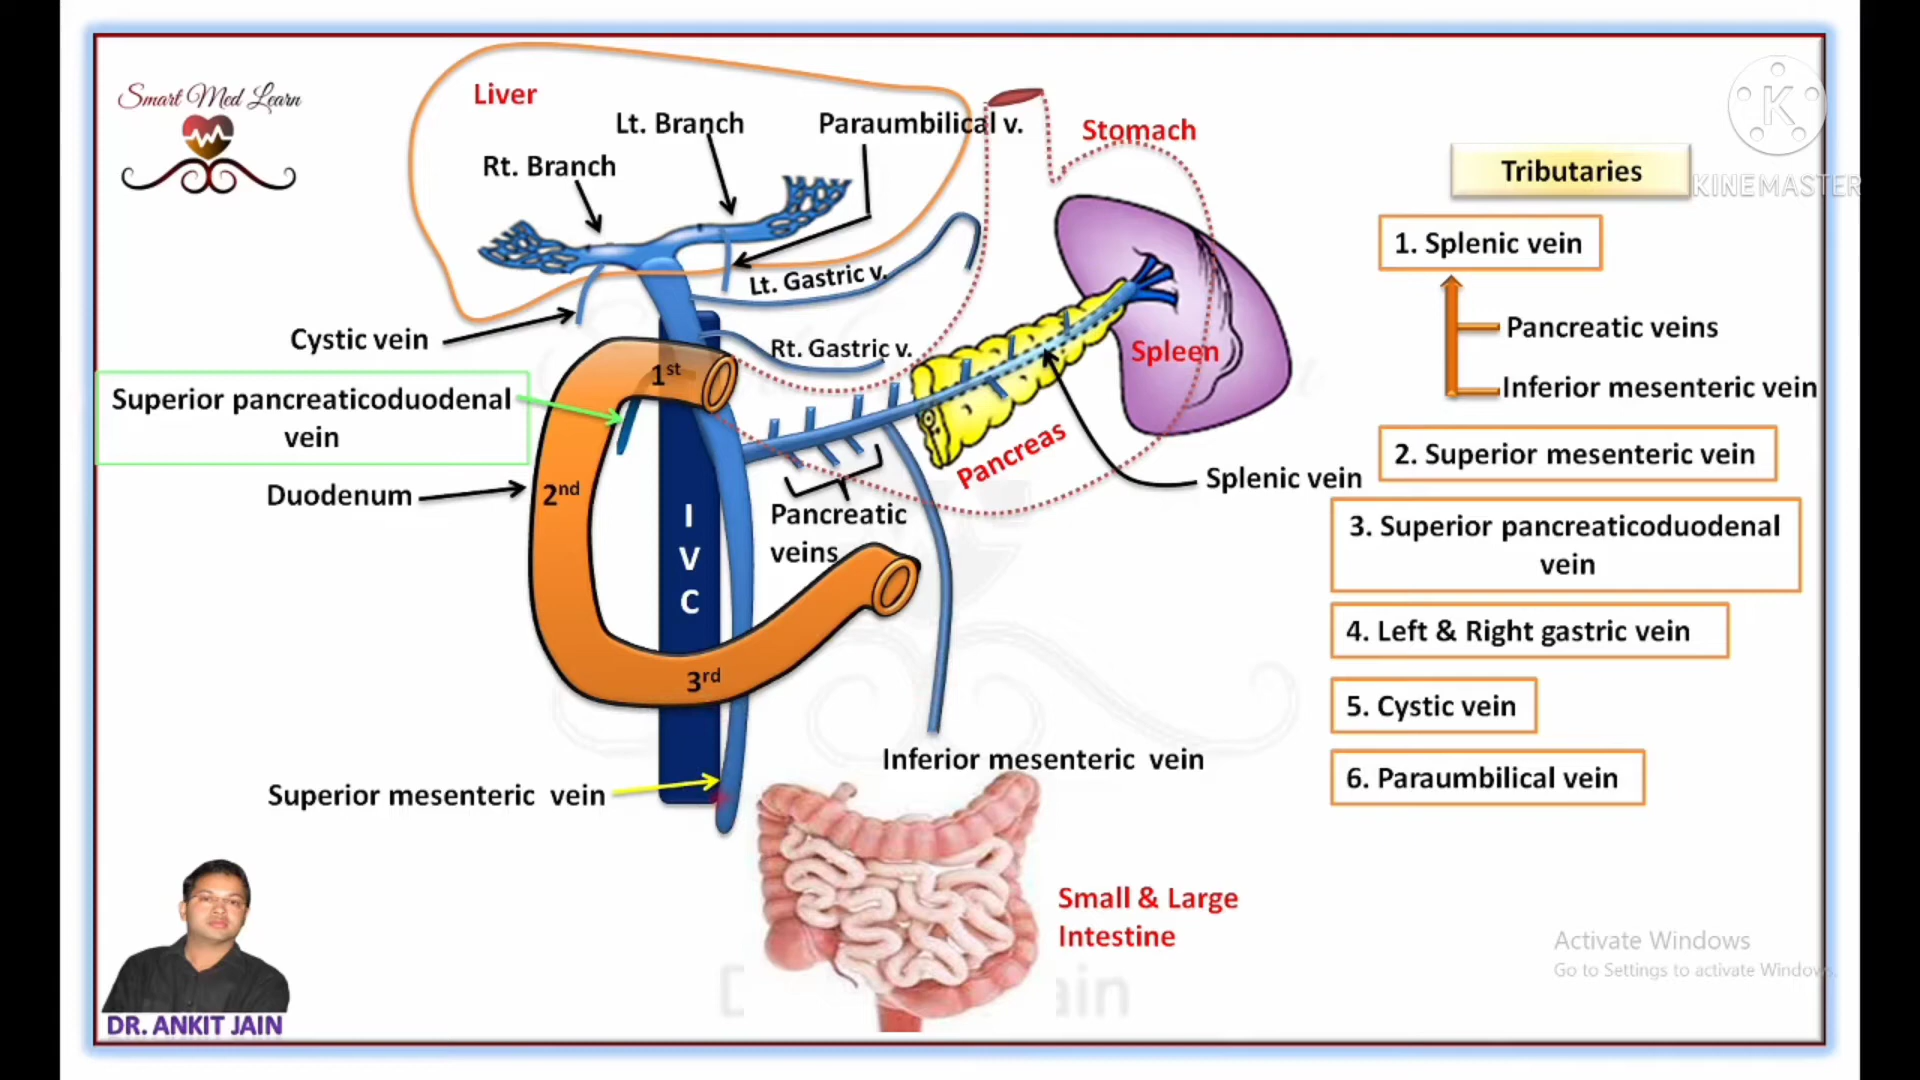 Smart Med Learn
Liver
Lt. Branch
Paraumbilical v.
Stomach
Rt. Branch
Lt. Gastric v.
Cystic vein
Rt. Gastric v.
Spleen
1st
Superior pancreaticoduodenal
vein
Pancreas
Splenic vein
Duodenum
2nd
I
V
C
Pancreatic
veins
3rd
Inferior mesenteric vein
Superior mesenteric vein
Small & Large
Intestine
DR. ANKIT JAIN
K
KINEMASTER
Tributaries
1. Splenic vein
Pancreatic veins
Inferior mesenteric vein
2. Superior mesenteric vein
3. Superior pancreaticoduodenal
vein
4. Left & Right gastric vein
5. Cystic vein
6. Paraumbilical vein
Activate Windows
Go to Settings to activate Windows.